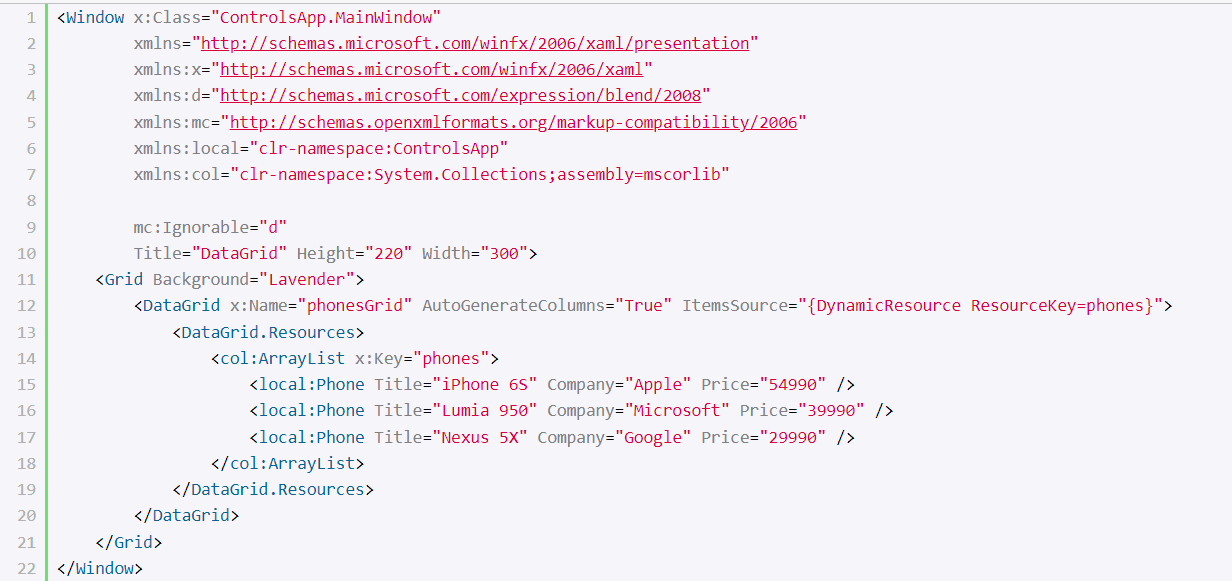 1 <Window x:Class="ControlsApp.MainWindow"
2         xmlns="http://schemas.microsoft.com/winfx/2006/xaml/presentation"
3         xmlns:x="http://schemas.microsoft.com/winfx/2006/xaml"
4         xmlns:d="http://schemas.microsoft.com/expression/blend/2008"
5         xmlns:mc="http://schemas.openxmlformats.org/markup-compatibility/2006"
6         xmlns:local="clr-namespace:ControlsApp"
7         xmlns:col="clr-namespace:System.Collections;assembly=mscorlib"
8
9         mc:Ignorable="d"
10         Title="DataGrid" Height="220" Width="300">
11     <Grid Background="Lavender">
12         <DataGrid x:Name="phonesGrid" AutoGenerateColumns="True" ItemsSource="{DynamicResource ResourceKey=phones}">
13             <DataGrid.Resources>
14                 <col:ArrayList x:Key="phones">
15                     <local:Phone Title="iPhone 6S" Company="Apple" Price="54990" />
16                     <local:Phone Title="Lumia 950" Company="Microsoft" Price="39990" />
17                     <local:Phone Title="Nexus 5X" Company="Google" Price="29990" />
18                 </col:ArrayList>
19             </DataGrid.Resources>
20         </DataGrid>
21     </Grid>
22 </Window>